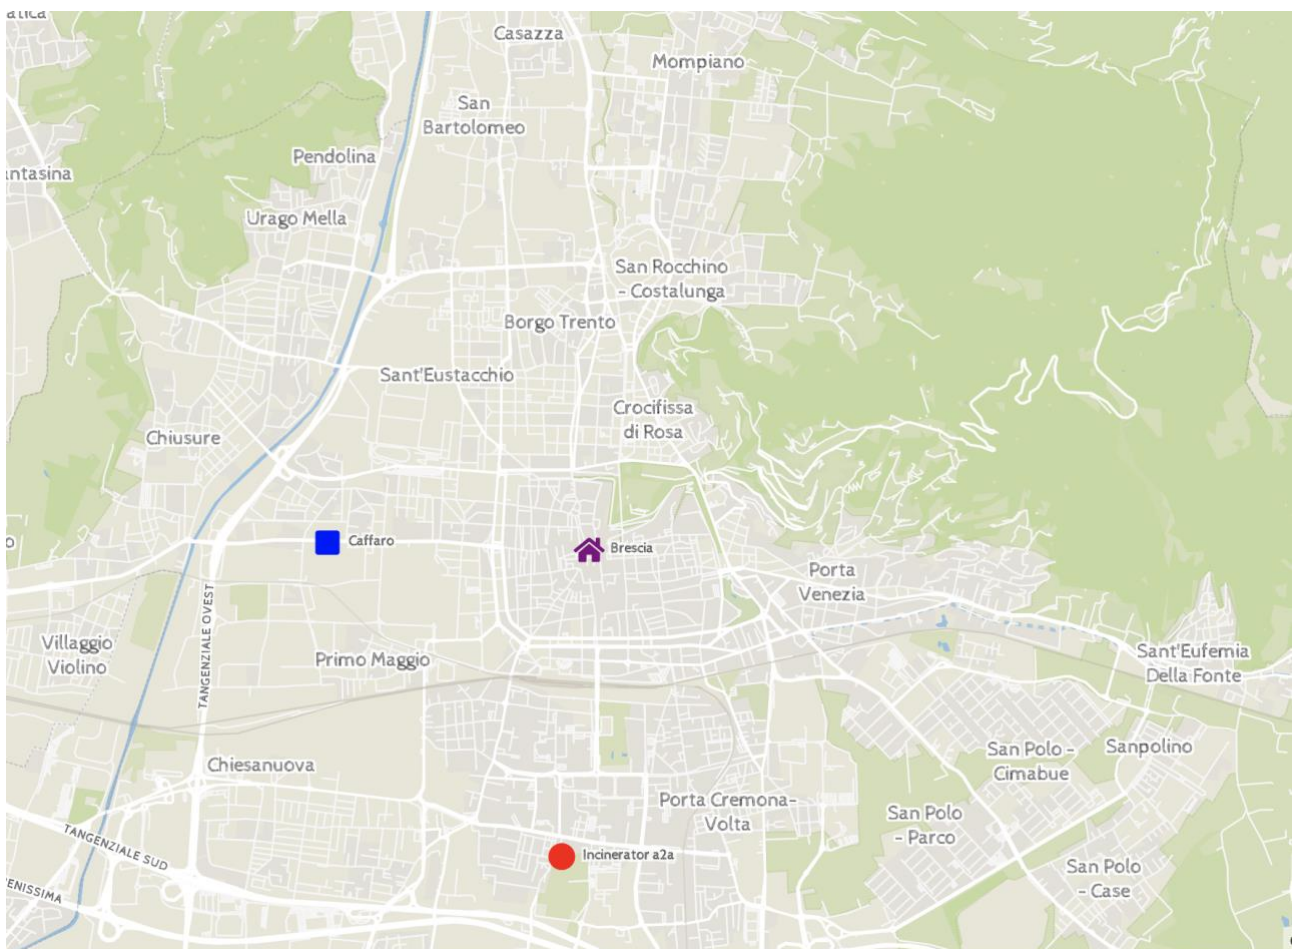 atica
Casazza
Mompiano
San
Bartolomeo
Pendolina
antasina
Urago Mella
San Rocchino
- Costalunga
Borgo Trento
Sant'Eustacchio
Crocifissa
di Rosa
Chiusure
O
Caffaro
Brescia
Porta
Venezia
TANGENZIALE OVEST
Villaggio
Violino
Primo Maggio
Sant'Eufemia
Della Fonte
Chiesanuova
San Polo -
Cimabue
Sanpolino
Porta Cremona-
Volta
San Polo
- Parco
TANGENZIALE SUD
Incinerator a2a
San Polo
- Case
ENISSIMA